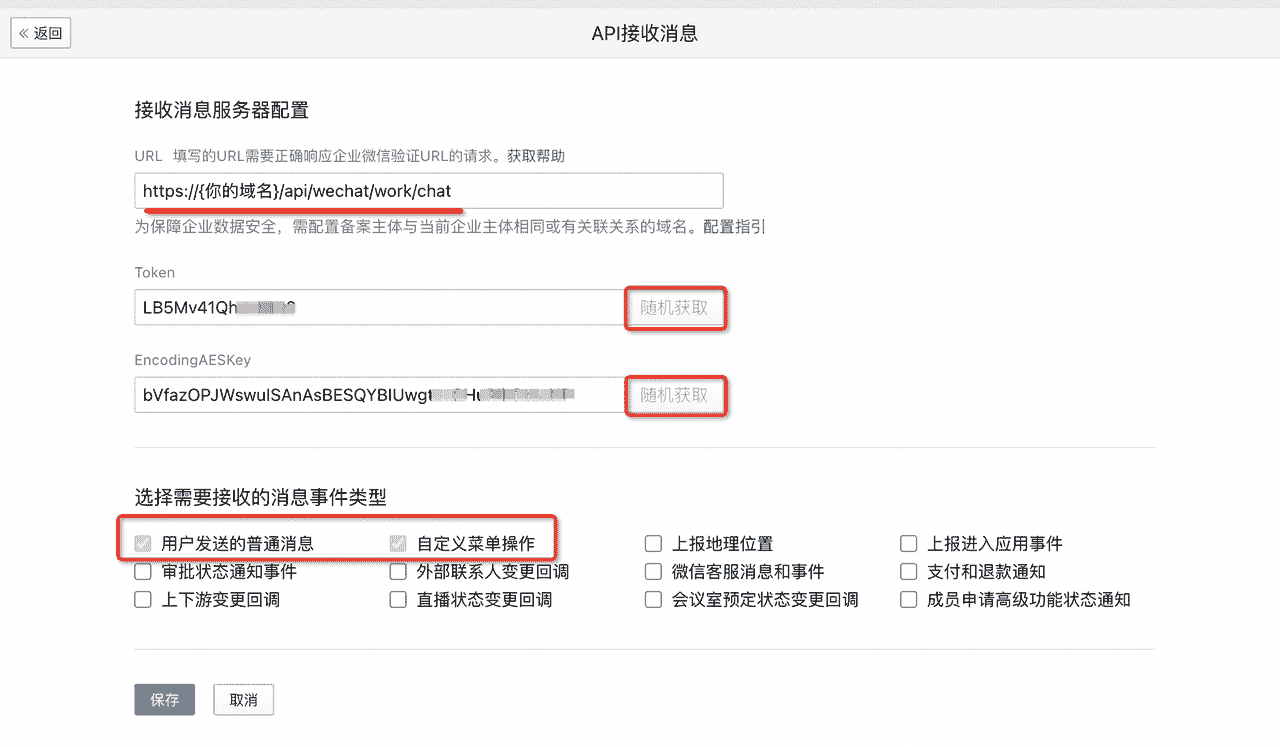 返回
API接收消息
接收消息服务器配置
URL 填写的URL需要正确响应企业微信验证URL的请求。获取帮助
https://{你的域名}/api/wechat/work/chat
为保障企业数据安全，需配置备案主体与当前企业主体相同或有关联关系的域名。配置指引
Token
LB5Mv41Qh
随机获取
EncodingAESKey
bVfazOPJWswuISAnAsBESQYBIUwgt
随机获取
选择需要接收的消息事件类型
用户发送的普通消息 自定义菜单操作 上报地理位置 上报进入应用事件
审批状态通知事件 外部联系人变更回调 微信客服消息和事件 支付和退款通知
上下游变更回调 直播状态变更回调 会议室预定状态变更回调 成员申请高级功能状态通知
保存 取消